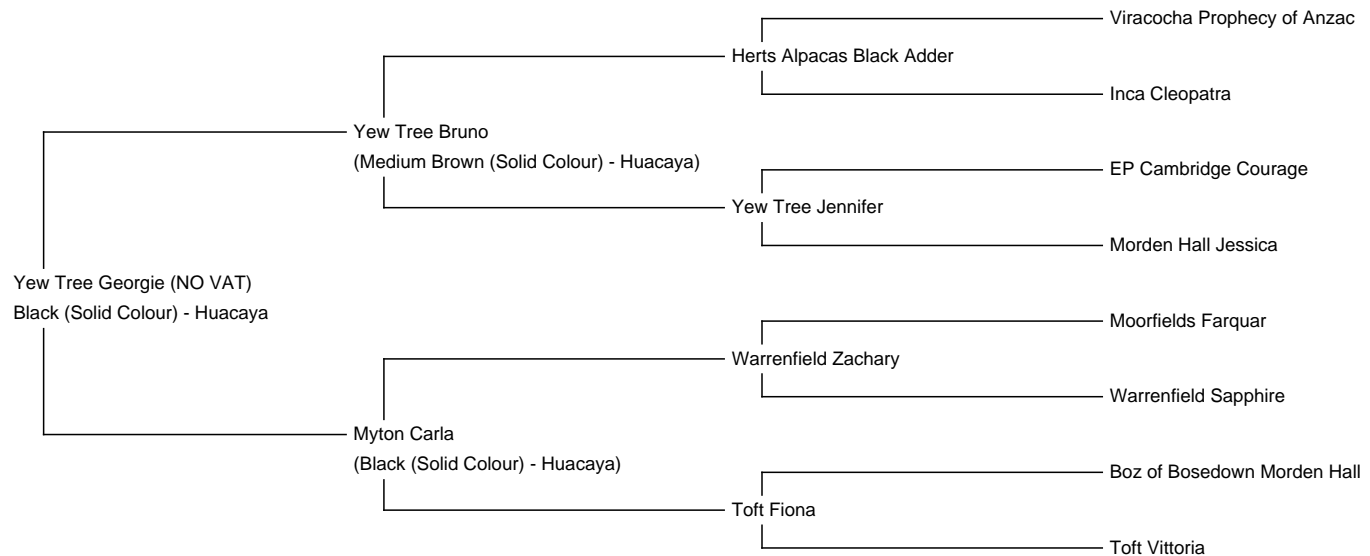 Viracocha Prophecy of Anzac
Herts Alpacas Black Adder
Inca Cleopatra
Yew Tree Bruno
(Medium Brown (Solid Colour) - Huacaya)
EP Cambridge Courage
Yew Tree Jennifer
Morden Hall Jessica
Yew Tree Georgie (NO VAT)
Black (Solid Colour) - Huacaya
Moorfields Farquar
Warrenfield Zachary
Warrenfield Sapphire
Myton Carla
(Black (Solid Colour) - Huacaya)
Boz of Bosedown Morden Hall
Toft Fiona
Toft Vittoria